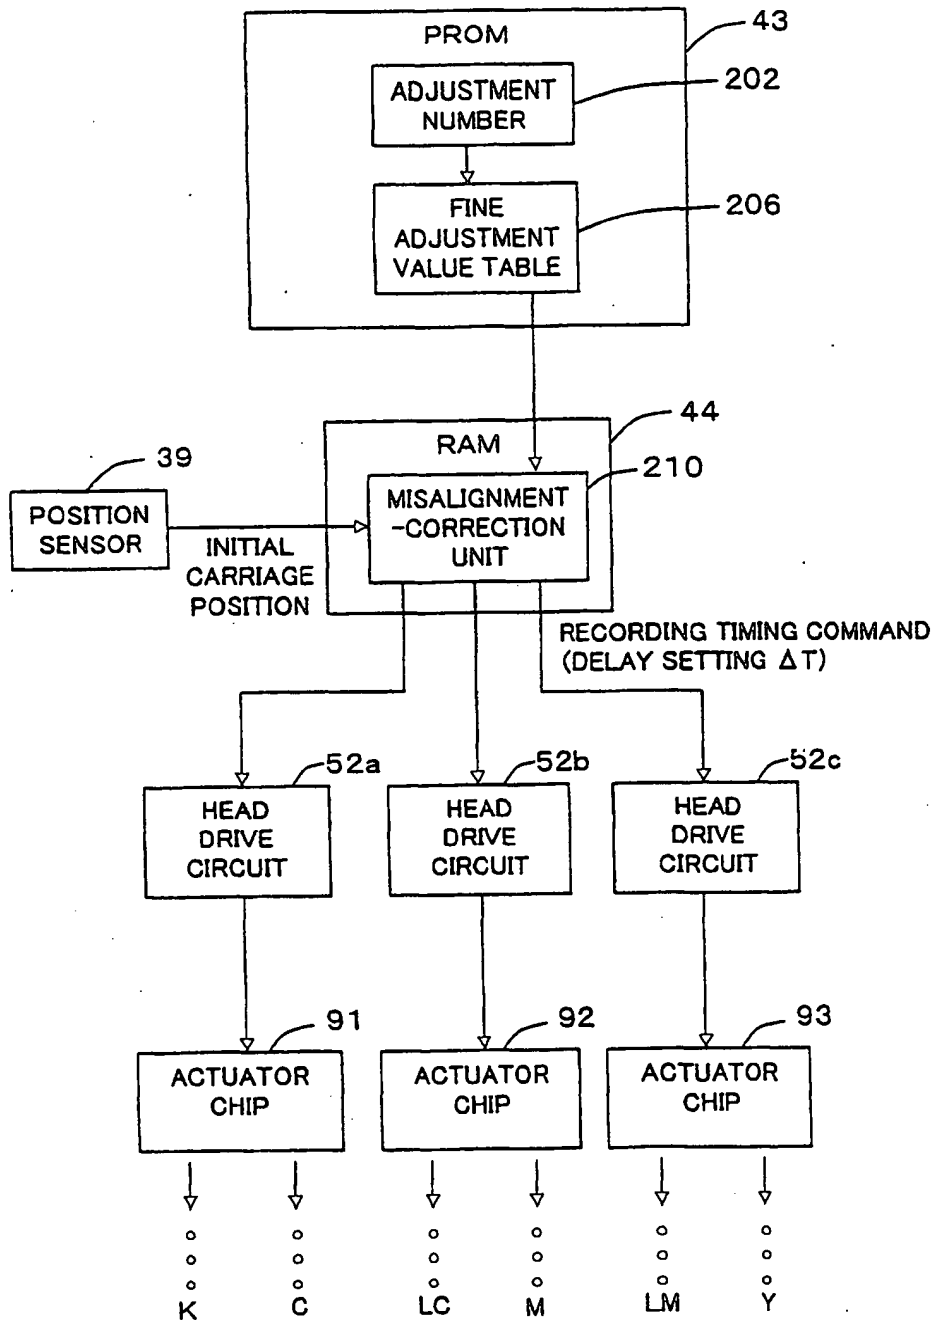 43
PROM
ADJUSTMENT
NUMBER
202
FINE
ADJUSTMENT
VALUE TABLE
206
44
RAM
39
210
POSITION
SENSOR
MISALIGNMENT
-CORRECTION
UNIT
INITIAL
CARRIAGE
POSITION
RECORDING TIMING COMMAND
(DELAY SETTING ΔT)
52a
52b
52c
HEAD
DRIVE
CIRCUIT
HEAD
DRIVE
CIRCUIT
HEAD
DRIVE
CIRCUIT
91
92
93
ACTUATOR
CHIP
ACTUATOR
CHIP
ACTUATOR
CHIP
K
C
LC
M
LM
Y